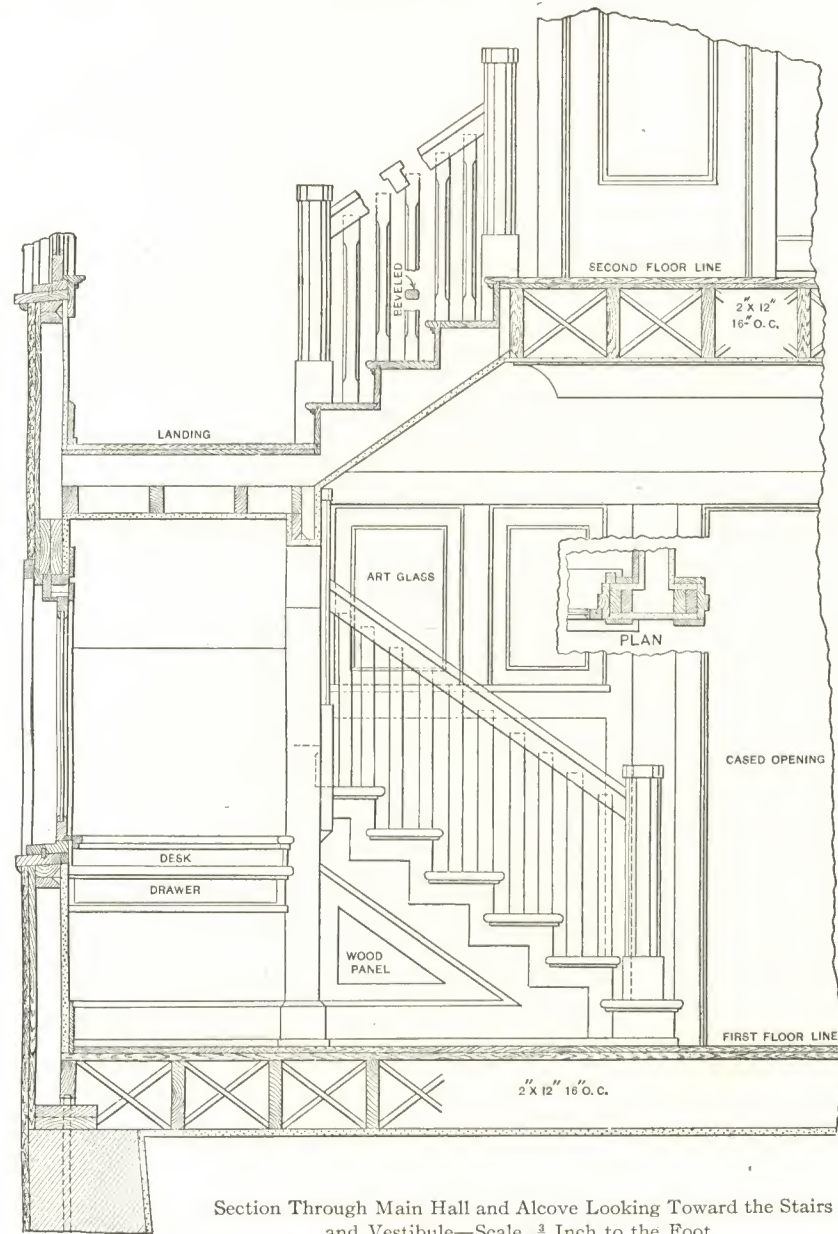 SECOND FLOOR LINE
2" X 12"
16" O. C.
BEVELED
LANDING
ART GLASS
PLAN
CASED OPENING
DESK
DRAWER
WOOD
PANEL
FIRST FLOOR LINE
2" X 12" 16" O. C.
Section Through Main Hall and Alcove Looking Toward the Stairs
and Vestibule—Scale, ¾ Inch to the Foot